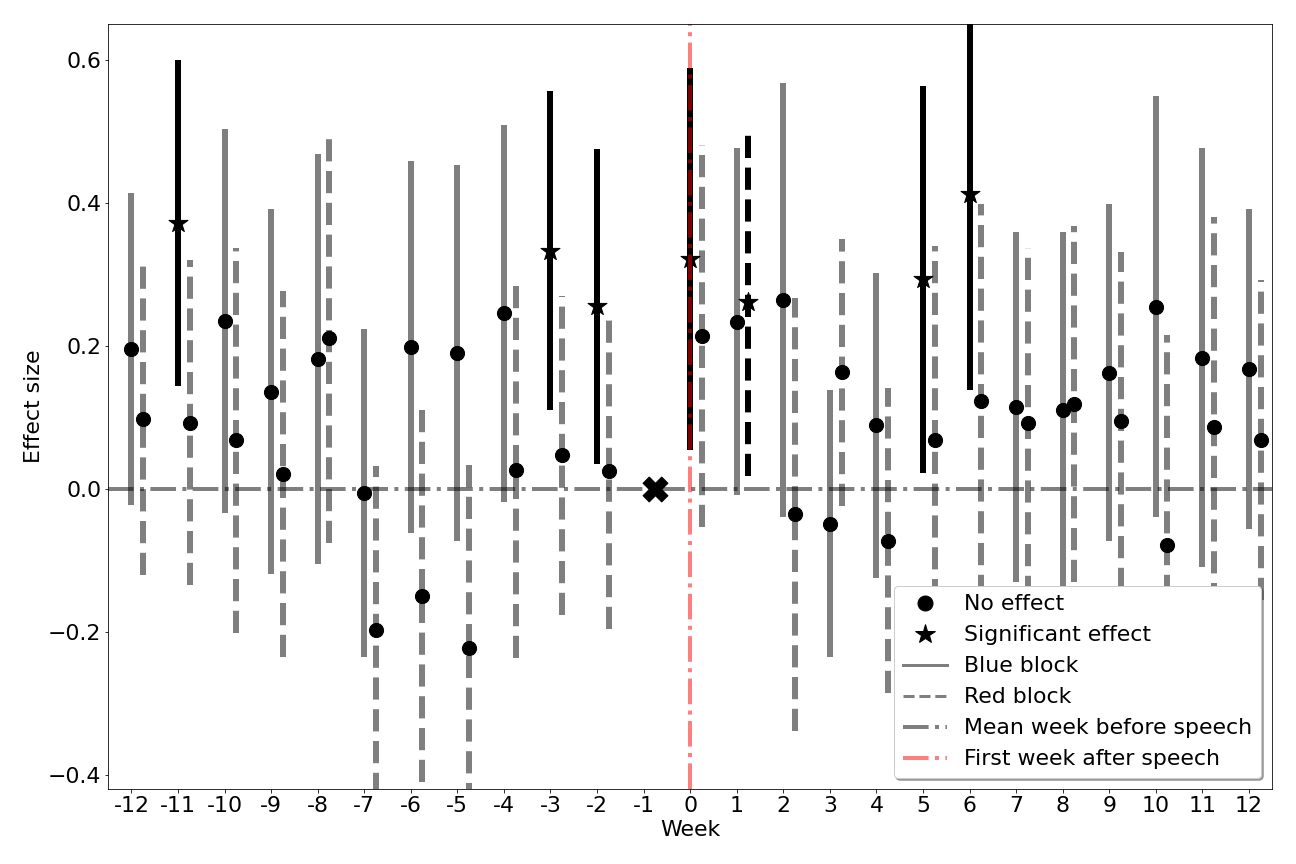 Effect size
0.6
0.4
0.2
0.0
−0.2
−0.4
No effect
Significant effect
Blue block
Red block
Mean week before speech
First week after speech
-12 -11 -10 -9 -8 -7 -6 -5 -4 -3 -2 -1 0 1 2 3 4 5 6 7 8 9 10 11 12
Week